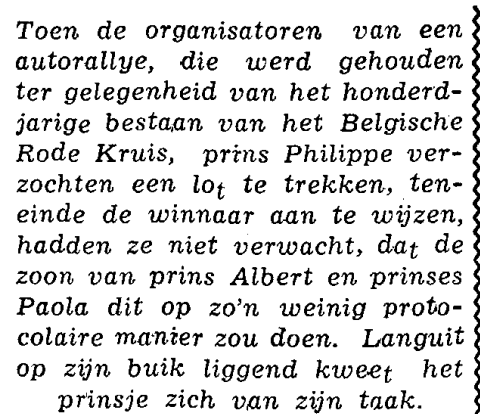 Toen de organisatoren van een
autorallye, die werd gehouden
ter gelegenheid van het honderd-
jarige bestaan van het Belgische
Rode Kruis, prins Philippe ver-
zochten een lot te trekken, ten-
einde de winnaar aan te wijzen,
hadden ze niet verwacht, dat de
zoon van prins Albert en prinses
Paola dit op zo'n weinig proto-
colaire manier zou doen. Languit
op zijn buik liggend kweet het
prinsje zich van zijn taak.